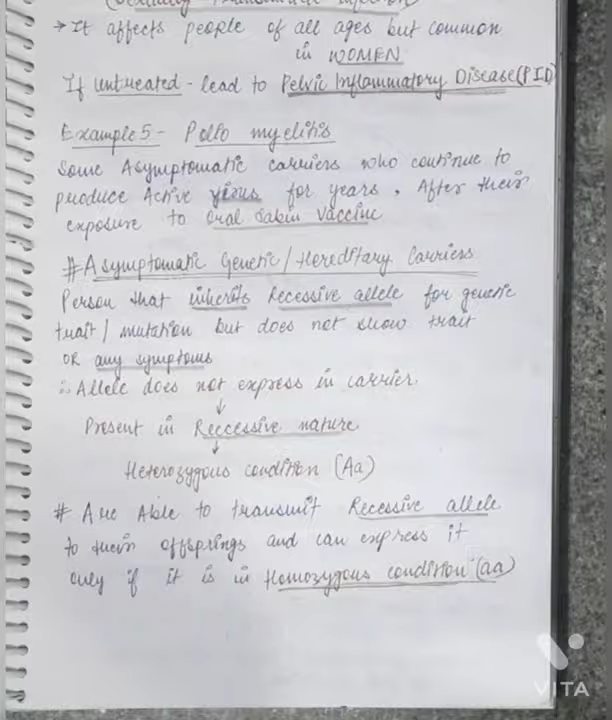 (Sexually Transmitted Infection)
→ It affects people of all ages but common
in WOMEN
If untreated - lead to Pelvic Inflammatory Disease (PID)
Example 5 - Polio myelitis
Some Asymptomatic carriers who continue to
produce Active virus for years. After their
exposure to Oral Sabin Vaccine
# Asymptomatic Genetic / Hereditary Carriers
Person that inherits Recessive allele for genetic
trait / mutation but does not show trait
OR any symptoms
∴ Allele does not express in carrier
↓
Present in Reccessive nature
↓
Heterozygous condition (Aa)
# Are Able to transmit Recessive allele
to their offsprings and can express it
only if it is in Homozygous condition (aa)
VITA